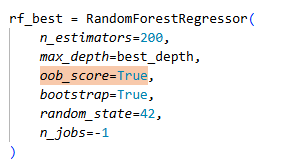 rf_best = RandomForestRegressor(
    n_estimators=200,
    max_depth=best_depth,
    oob_score=True,
    bootstrap=True,
    random_state=42,
    n_jobs=-1
)